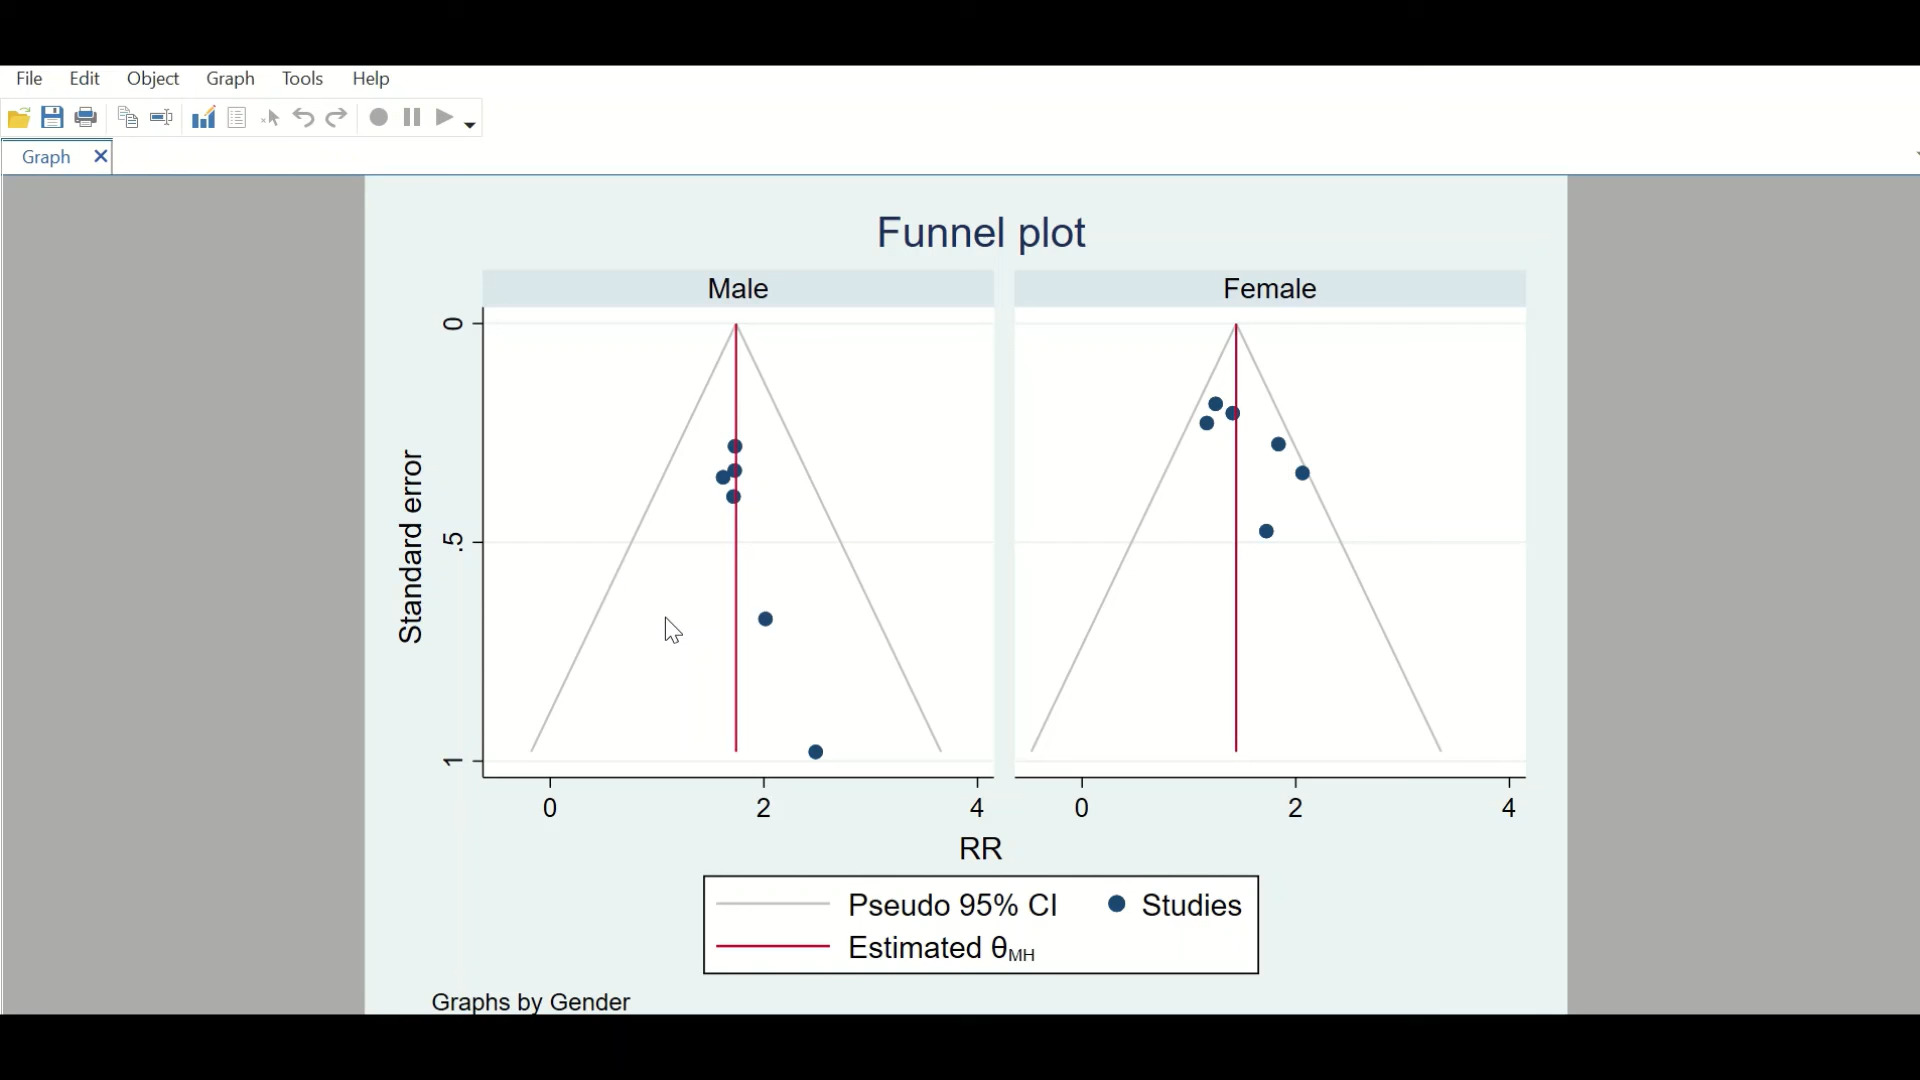 File Edit Object Graph Tools Help
Graph
Funnel plot
Male Female
0
.5
1
Standard error
0 2 4 0 2 4
RR
Pseudo 95% CI Studies
Estimated θMH
Graphs by Gender